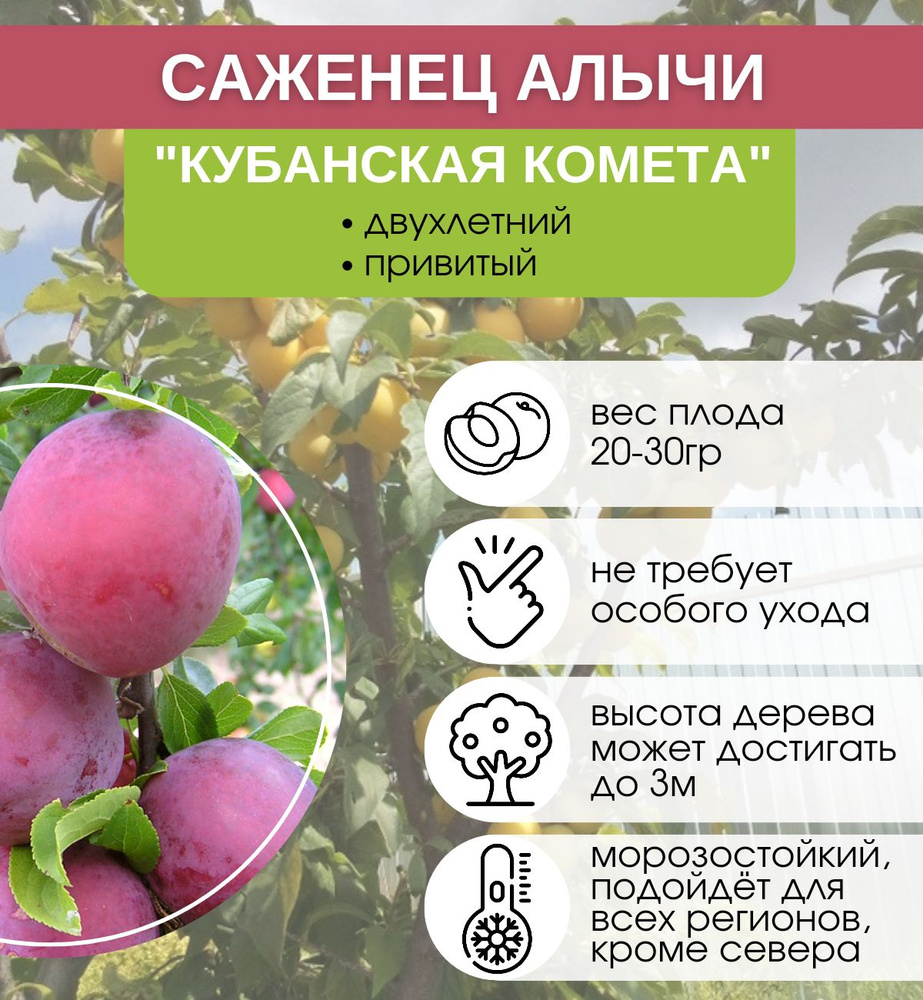 САЖЕНЕЦ АЛЫЧИ
"КУБАНСКАЯ КОМЕТА"
• двухлетний
• привитый
вес плода
20-30гр
не требует
особого ухода
высота дерева
может достигать
до 3м
морозостойкий,
подойдёт для
всех регионов,
кроме севера